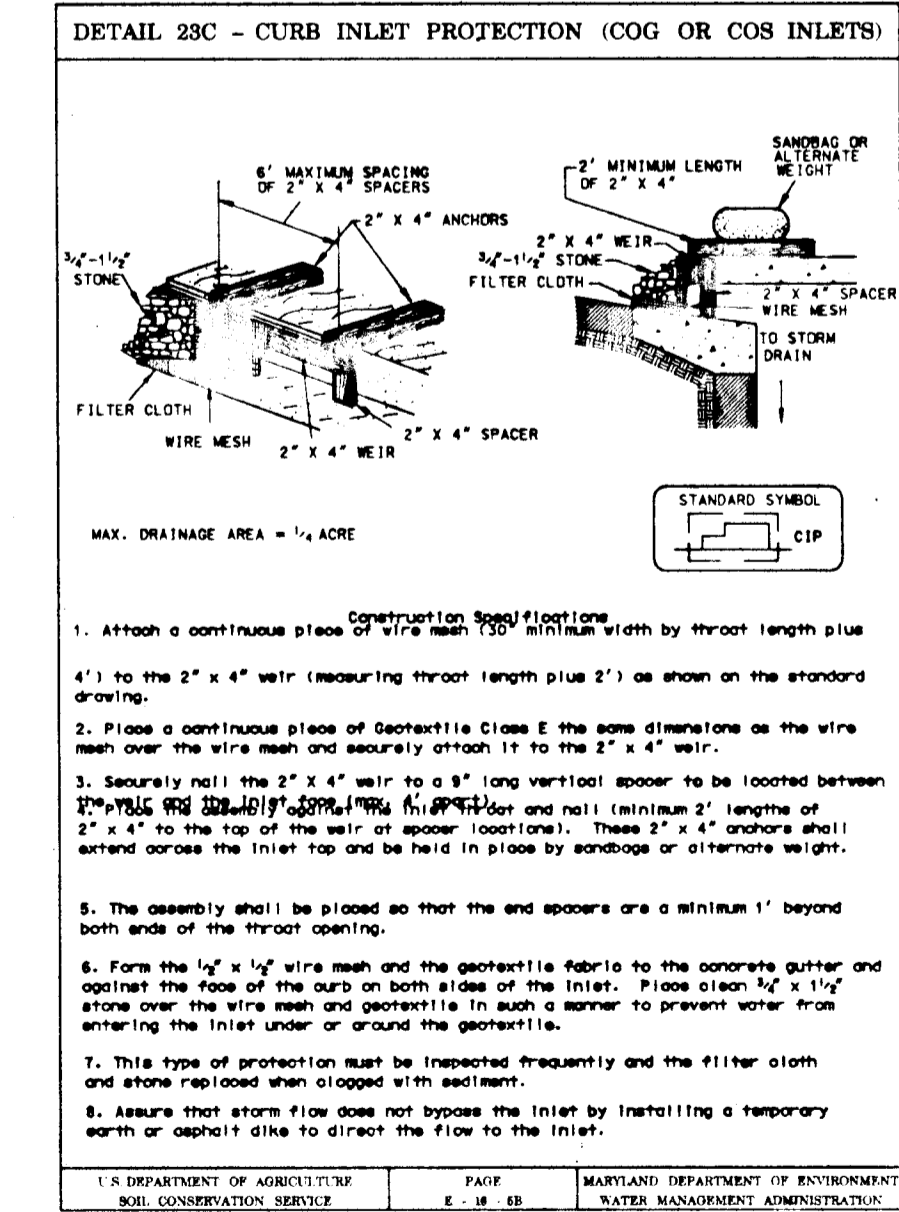 DETAIL 23C - CURB INLET PROTECTION (COG OR COS INLETS)
6' MAXIMUM SPACING
OF 2" X 4" SPACERS
2" X 4" ANCHORS
3/4"-1 1/2"
STONE
FILTER CLOTH
WIRE MESH
2" X 4" WEIR
2" X 4" SPACER
SANDBAG OR
ALTERNATE
WEIGHT
2' MINIMUM LENGTH
OF 2" X 4"
2" X 4" WEIR
3/4"-1 1/2"
STONE
FILTER CLOTH
2" X 4" SPACER
WIRE MESH
TO STORM
DRAIN
MAX. DRAINAGE AREA = 1/4 ACRE
STANDARD SYMBOL
CIP
Construction Specifications
1. Attach a continuous piece of wire mesh (30" minimum width by throat length plus
4') to the 2" x 4" weir (measuring throat length plus 2') as shown on the standard
drawing.
2. Place a continuous piece of Geotextile Class E the same dimensions as the wire
mesh over the wire mesh and securely attach it to the 2" x 4" weir.
3. Securely nail the 2" X 4" weir to a 9" long vertical spacer to be located between
the weir and the inlet face (max. 4' apart).
4. Place the assembly against the inlet throat and nail (minimum 2' lengths of
2" x 4" to the top of the weir at spacer locations). These 2" x 4" anchors shall
extend across the inlet top and be held in place by sandbags or alternate weight.
5. The assembly shall be placed so that the end spacers are a minimum 1' beyond
both ends of the throat opening.
6. Form the 1/2" x 1/2" wire mesh and the geotextile fabric to the concrete gutter and
against the face of the curb on both sides of the inlet. Place clean 3/4" x 1 1/2"
stone over the wire mesh and geotextile in such a manner to prevent water from
entering the inlet under or around the geotextile.
7. This type of protection must be inspected frequently and the filter cloth
and stone replaced when clogged with sediment.
8. Assure that storm flow does not bypass the inlet by installing a temporary
earth or asphalt dike to direct the flow to the inlet.
U.S. DEPARTMENT OF AGRICULTURE
SOIL CONSERVATION SERVICE
PAGE
E - 16 - 5B
MARYLAND DEPARTMENT OF ENVIRONMENT
WATER MANAGEMENT ADMINISTRATION